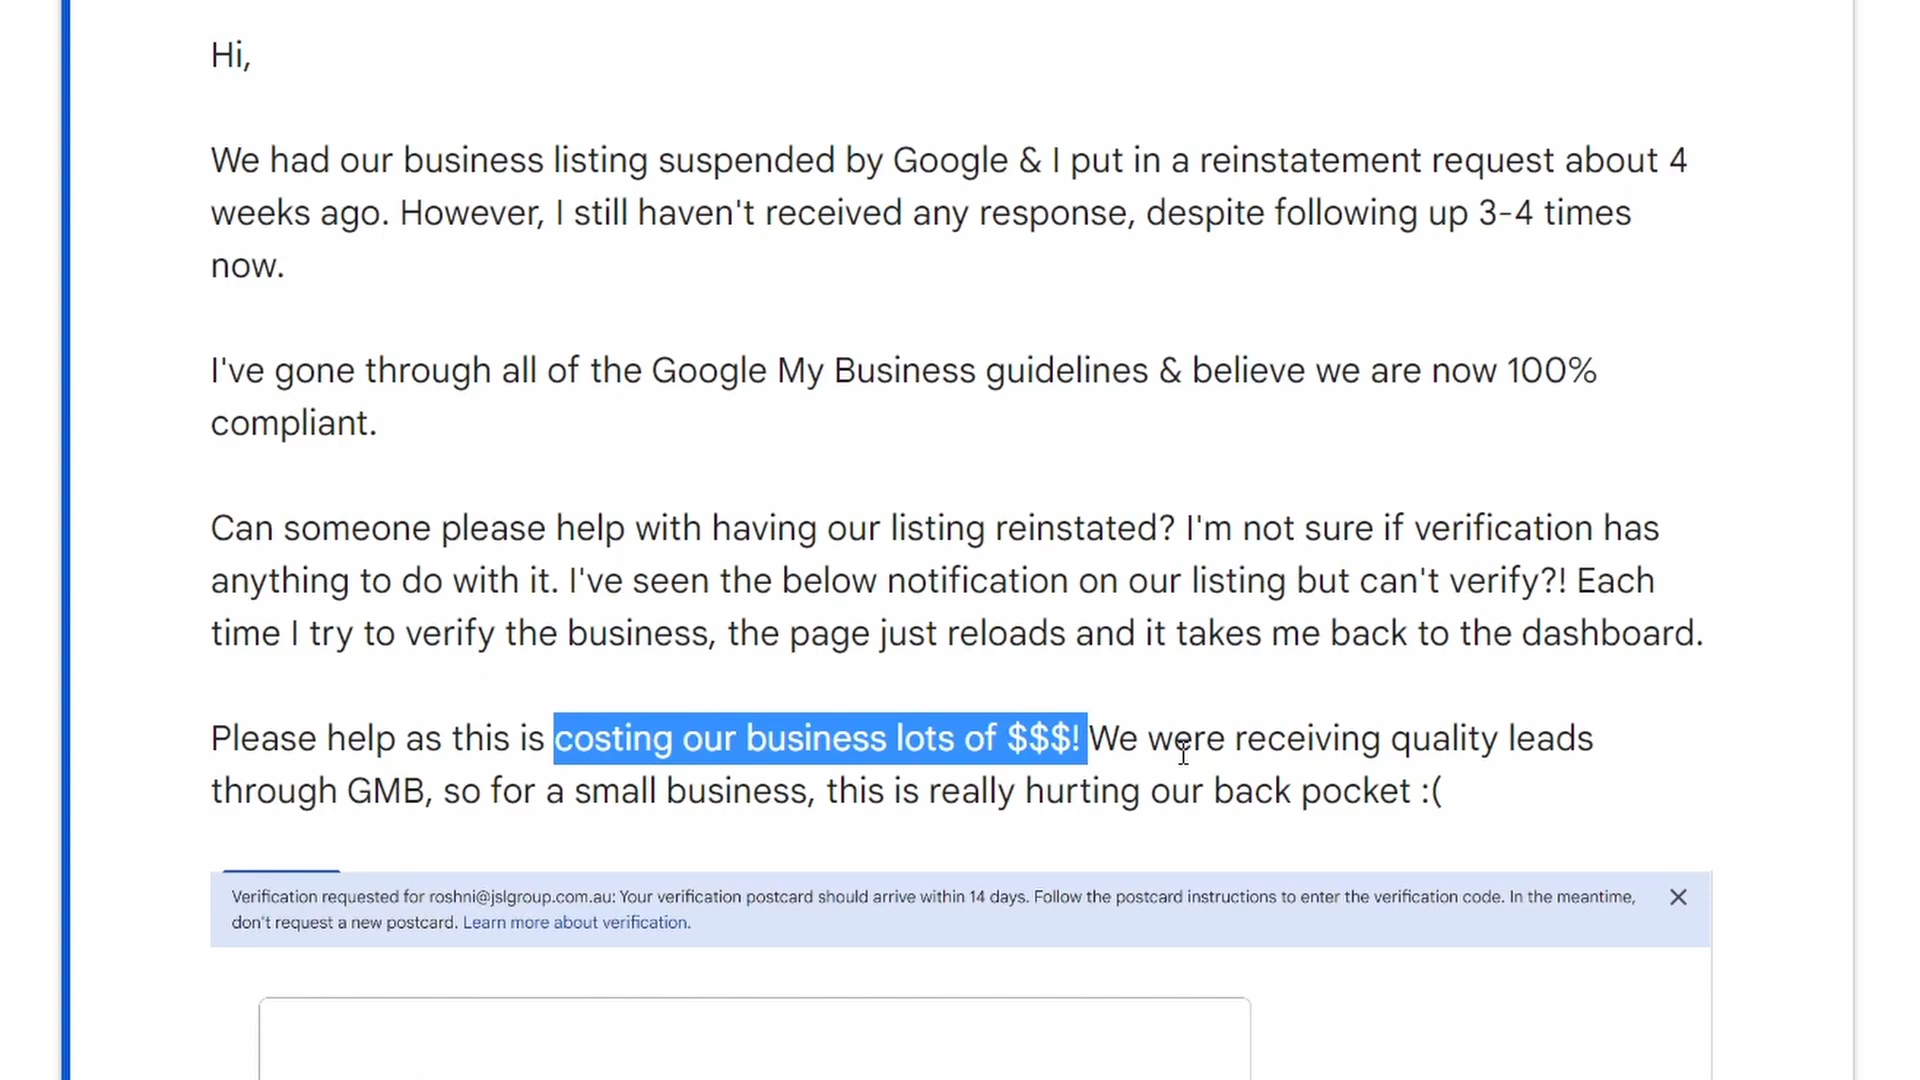 Hi,
We had our business listing suspended by Google & I put in a reinstatement request about 4
weeks ago. However, I still haven't received any response, despite following up 3-4 times
now.
I've gone through all of the Google My Business guidelines & believe we are now 100%
compliant.
Can someone please help with having our listing reinstated? I'm not sure if verification has
anything to do with it. I've seen the below notification on our listing but can't verify?! Each
time I try to verify the business, the page just reloads and it takes me back to the dashboard.
Please help as this is costing our business lots of $$$! We were receiving quality leads
through GMB, so for a small business, this is really hurting our back pocket :(
Verification requested for roshni@jslgroup.com.au: Your verification postcard should arrive within 14 days. Follow the postcard instructions to enter the verification code. In the meantime,
don't request a new postcard. Learn more about verification.